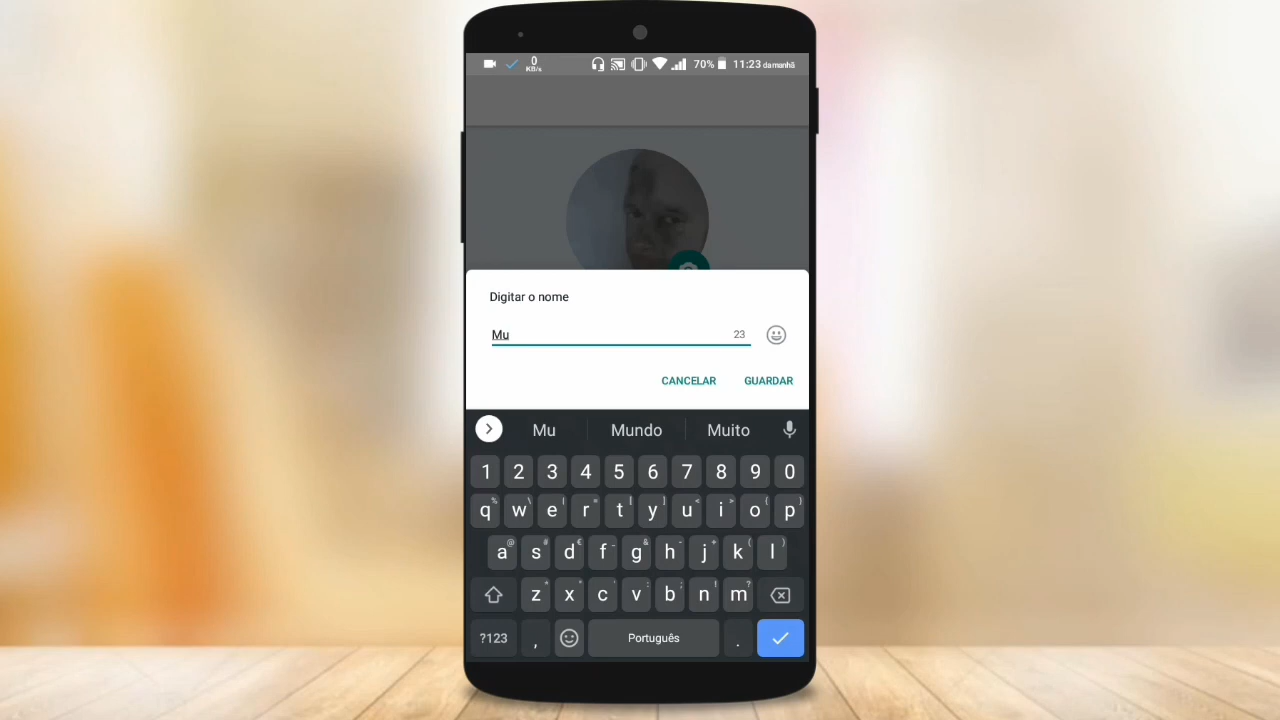 0
KB/s
70%
11:23 da manhã
Digitar o nome
Mu
23
CANCELAR
GUARDAR
Mu
Mundo
Muito
1 2 3 4 5 6 7 8 9 0
% \ | = [ ] < > { }
q w e r t y u i o p
@ # € - & - + ( )
a s d f g h j k l
* " ' : ; ! ?
z x c v b n m
?123
,
Português
.